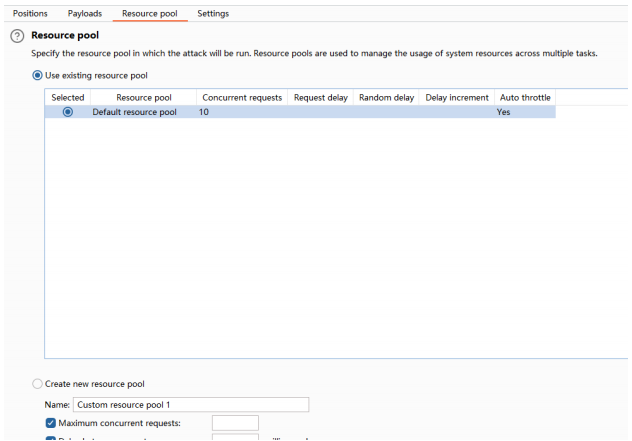 Positions Payloads Resource pool Settings
? Resource pool
Specify the resource pool in which the attack will be run. Resource pools are used to manage the usage of system resources across multiple tasks.
Use existing resource pool
Selected Resource pool Concurrent requests Request delay Random delay Delay increment Auto throttle
Default resource pool 10 Yes
Create new resource pool
Name: Custom resource pool 1
Maximum concurrent requests: